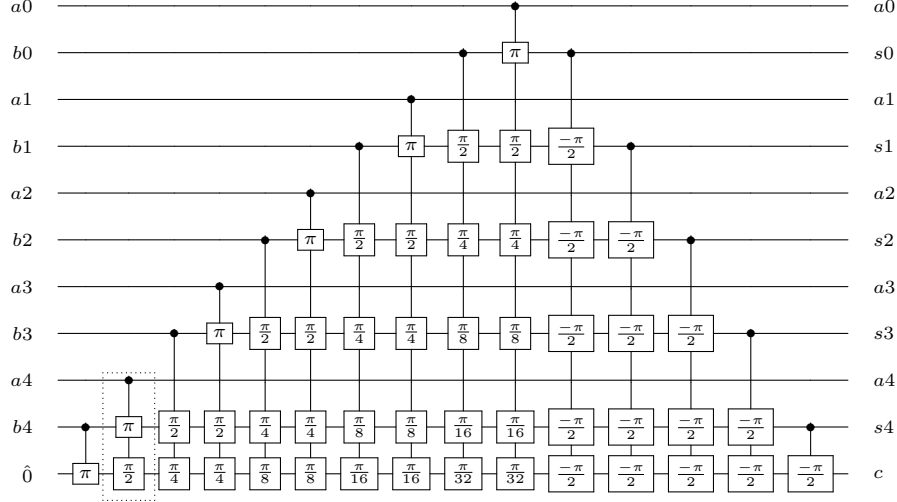 a0 a0
b0 π s0
a1 a1
b1 π π/2 π/2 -π/2 s1
a2 a2
b2 π π/2 π/2 π/4 π/4 -π/2 -π/2 s2
a3 a3
b3 π π/2 π/2 π/4 π/4 π/8 π/8 -π/2 -π/2 -π/2 s3
a4 a4
b4 π π/2 π/2 π/4 π/4 π/8 π/8 π/16 π/16 -π/2 -π/2 -π/2 -π/2 s4
0̂ π π/2 π/4 π/4 π/8 π/8 π/16 π/16 π/32 π/32 -π/2 -π/2 -π/2 -π/2 -π/2 c